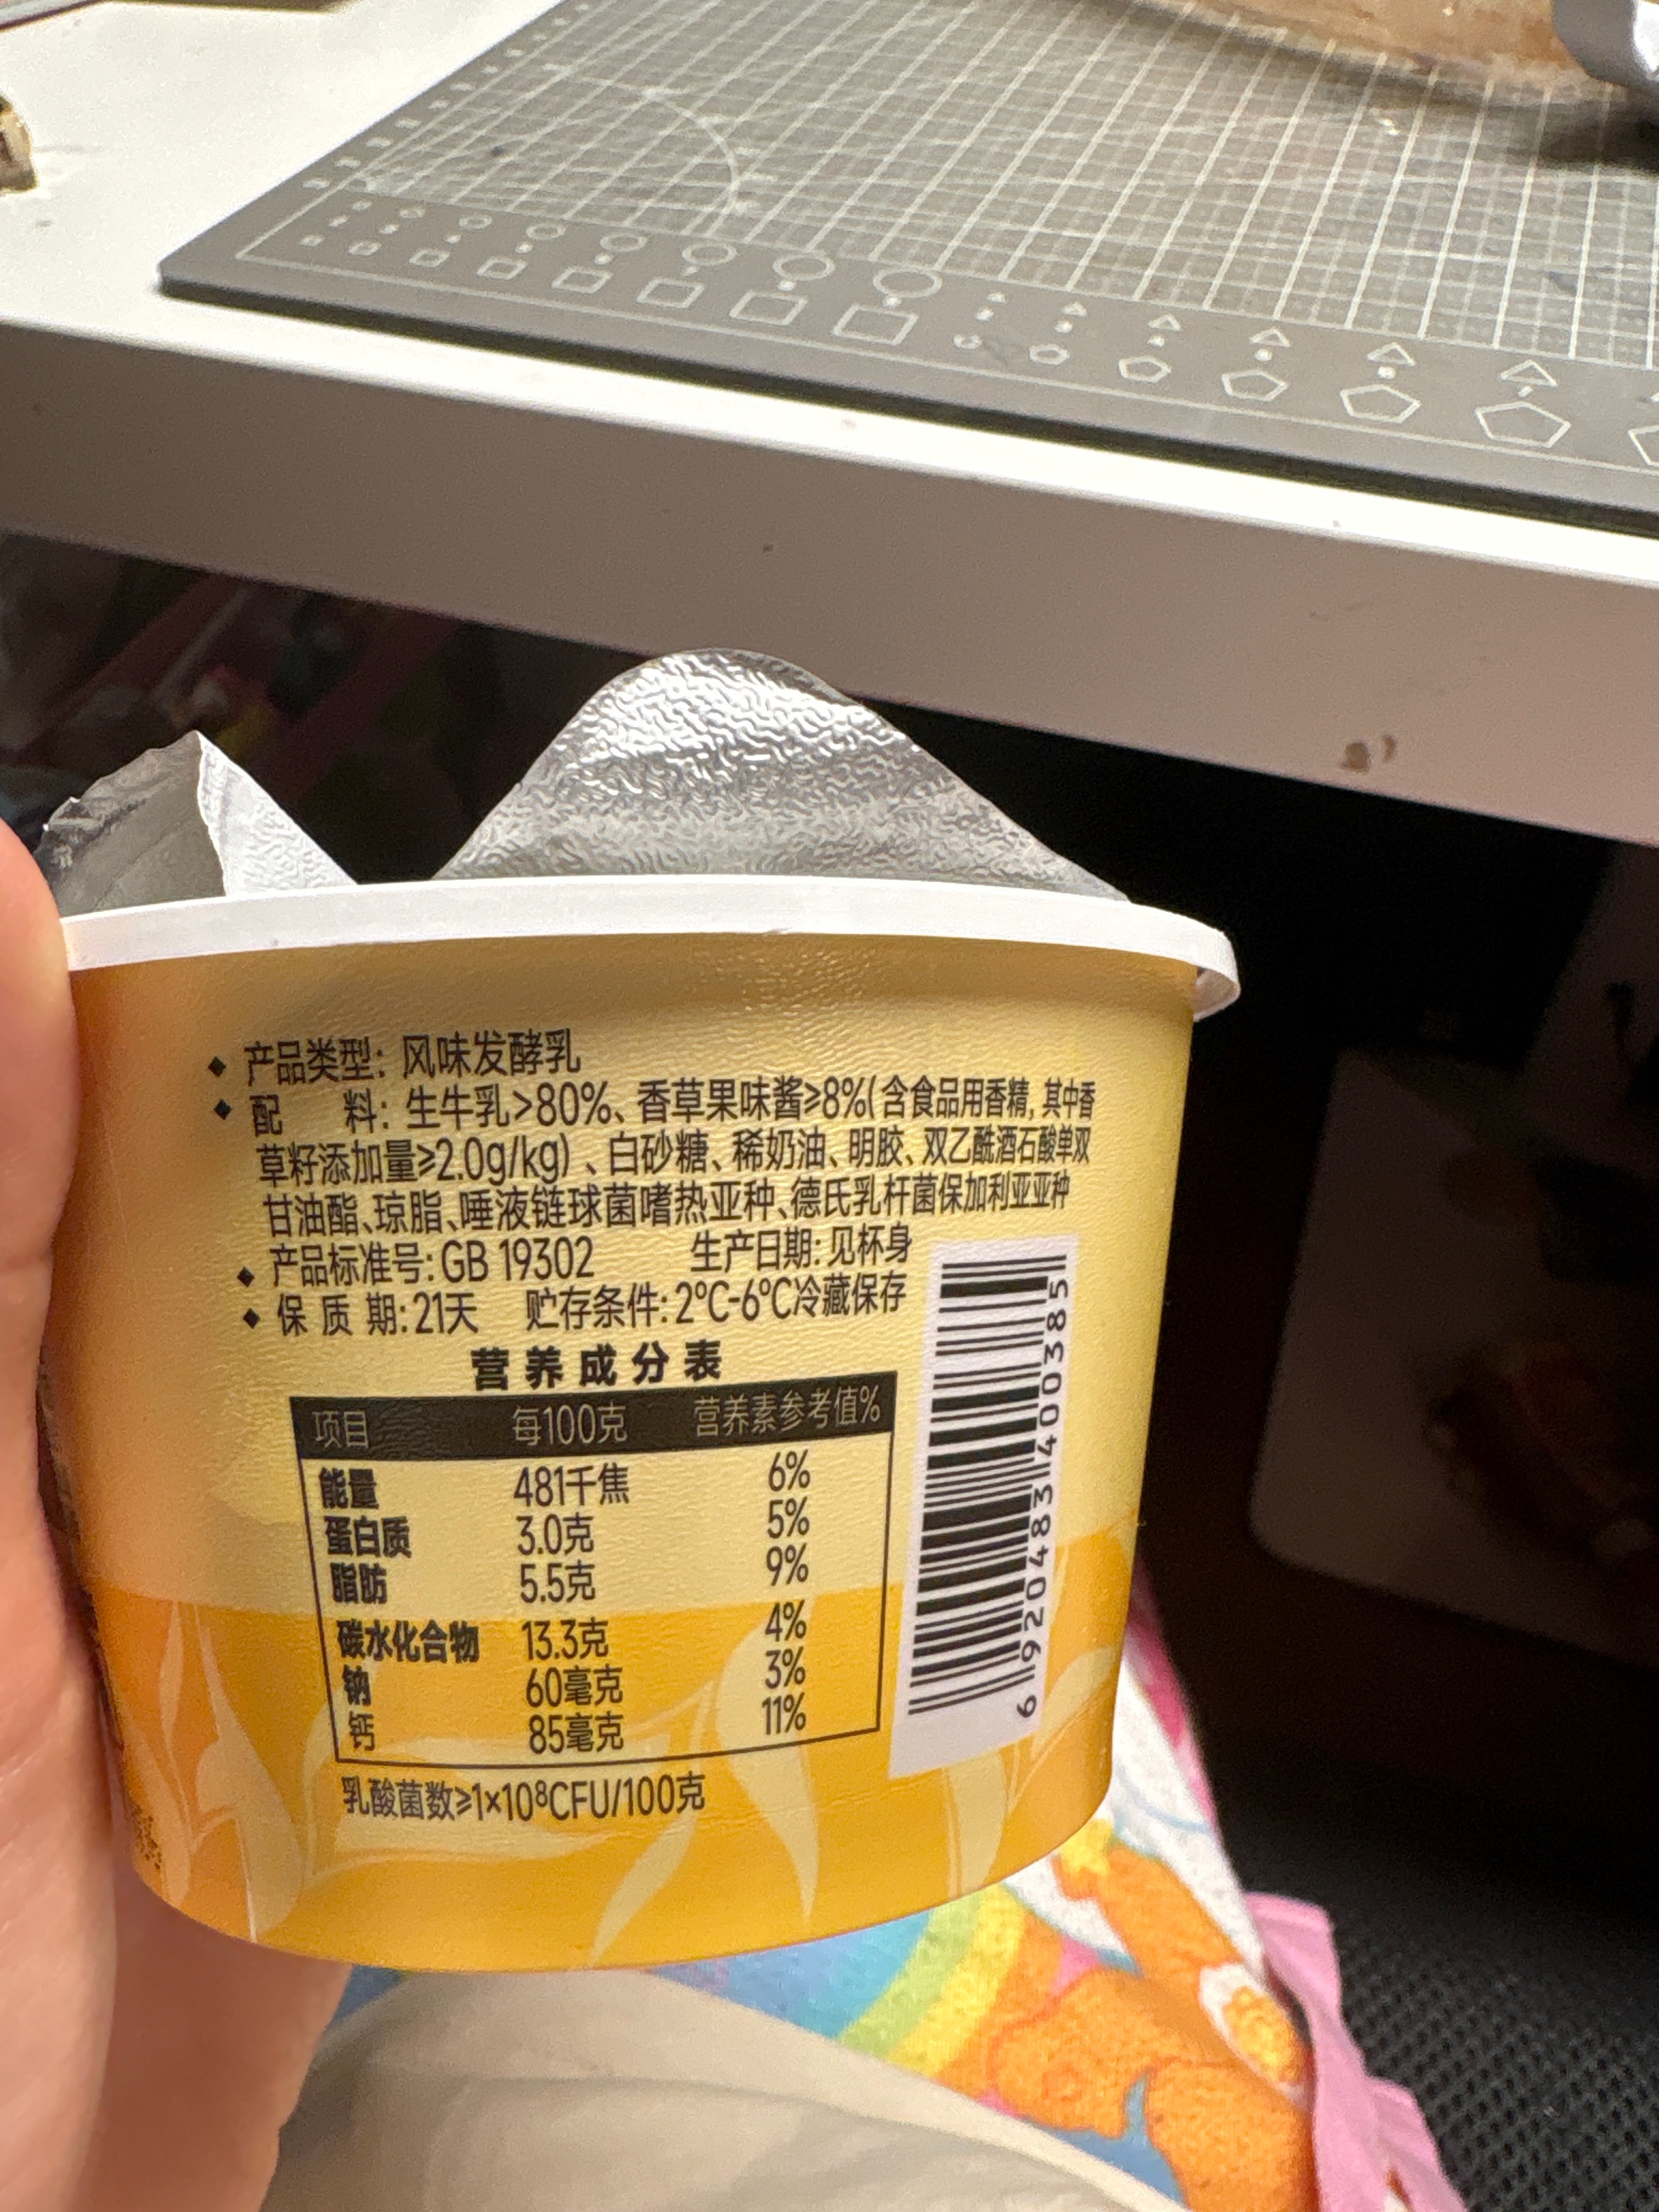 ◆ 产品类型: 风味发酵乳
◆ 配 料: 生牛乳>80%、香草果味酱≥8%(含食品用香精, 其中香
草籽添加量≥2.0g/kg)、白砂糖、稀奶油、明胶、双乙酰酒石酸单双
甘油酯、琼脂、唾液链球菌嗜热亚种、德氏乳杆菌保加利亚亚种
◆ 产品标准号: GB 19302 生产日期: 见杯身
◆ 保 质 期: 21天 贮存条件: 2°C-6°C冷藏保存
营养成分表
项目 每100克 营养素参考值%
能量 481千焦 6%
蛋白质 3.0克 5%
脂肪 5.5克 9%
碳水化合物 13.3克 4%
钠 60毫克 3%
钙 85毫克 11%
乳酸菌数≥1×10⁸CFU/100克
6 920483 400385